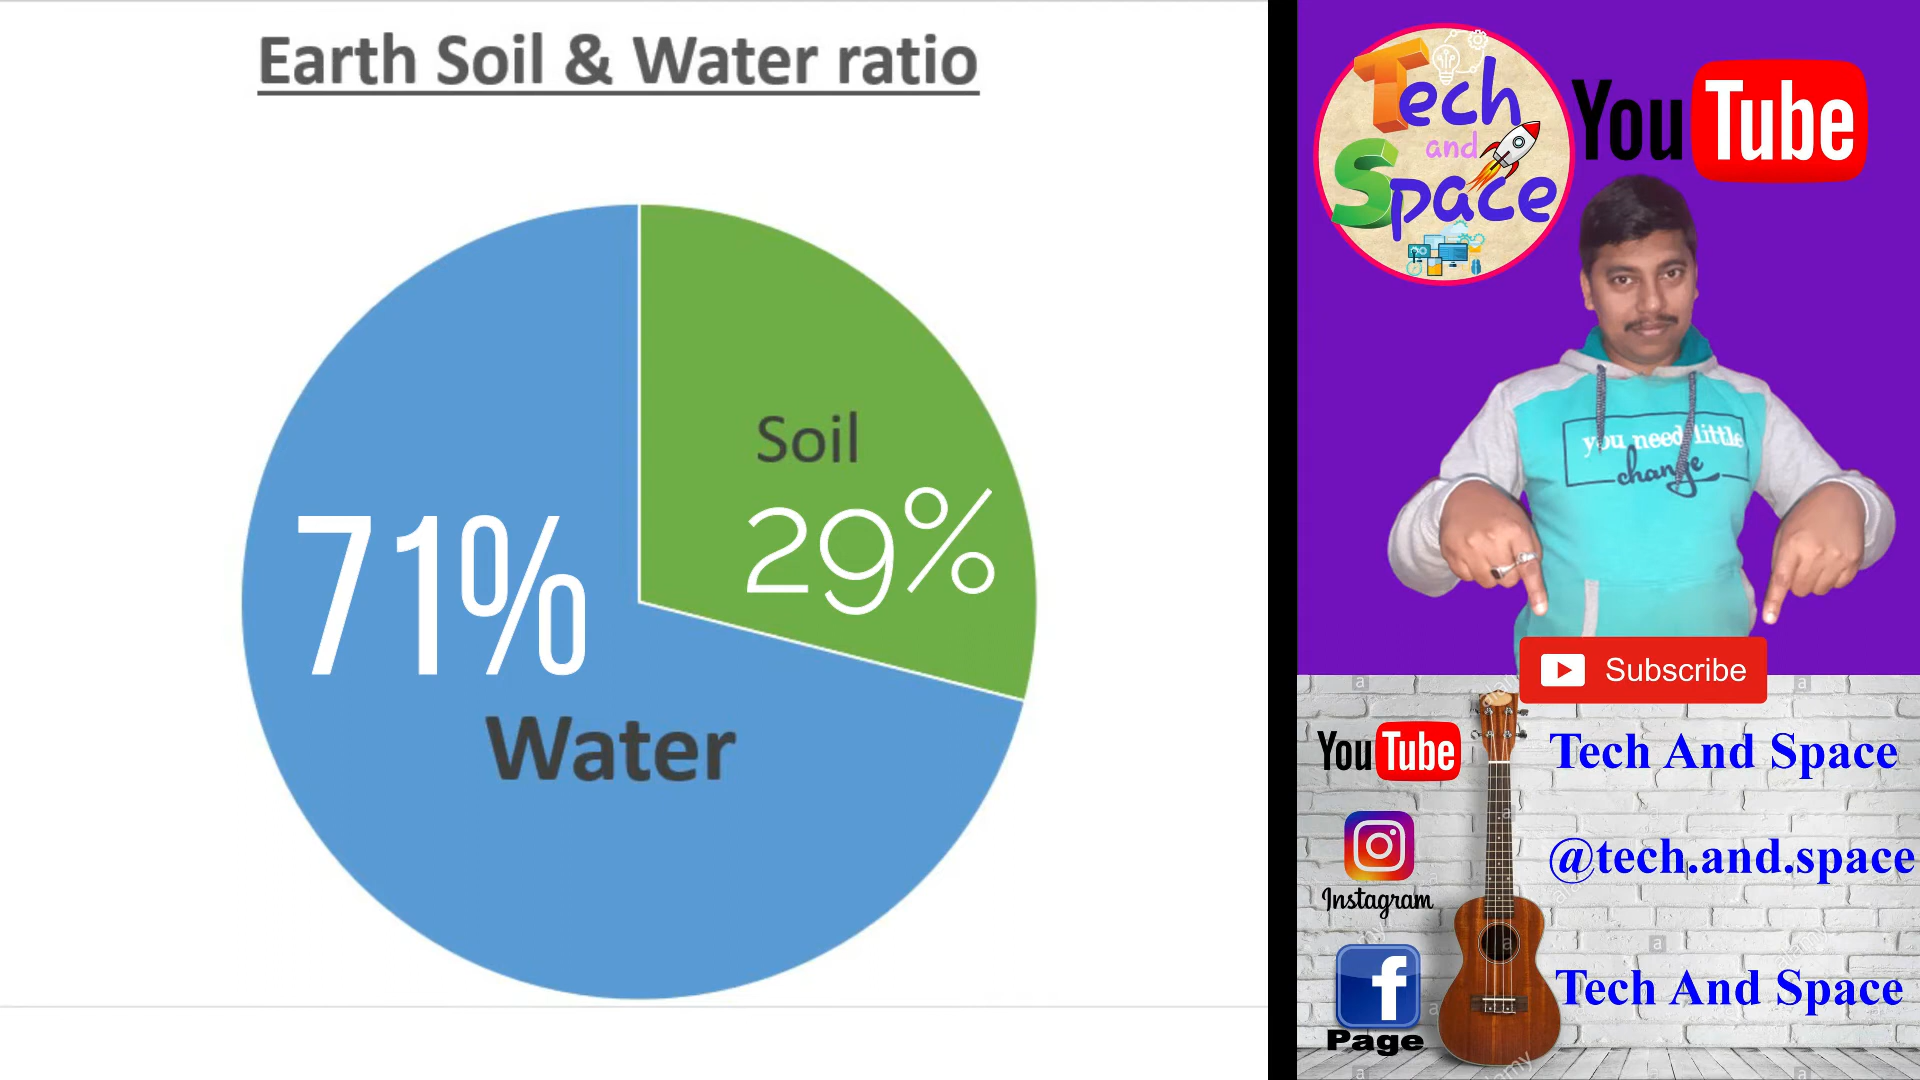 Earth Soil & Water ratio
Soil
29%
71%
Water
Tech
and
Space
YouTube
you need little
change
Subscribe
YouTube
Tech And Space
Instagram
@tech.and.space
f
Page
Tech And Space
a
a
a
a
alamy